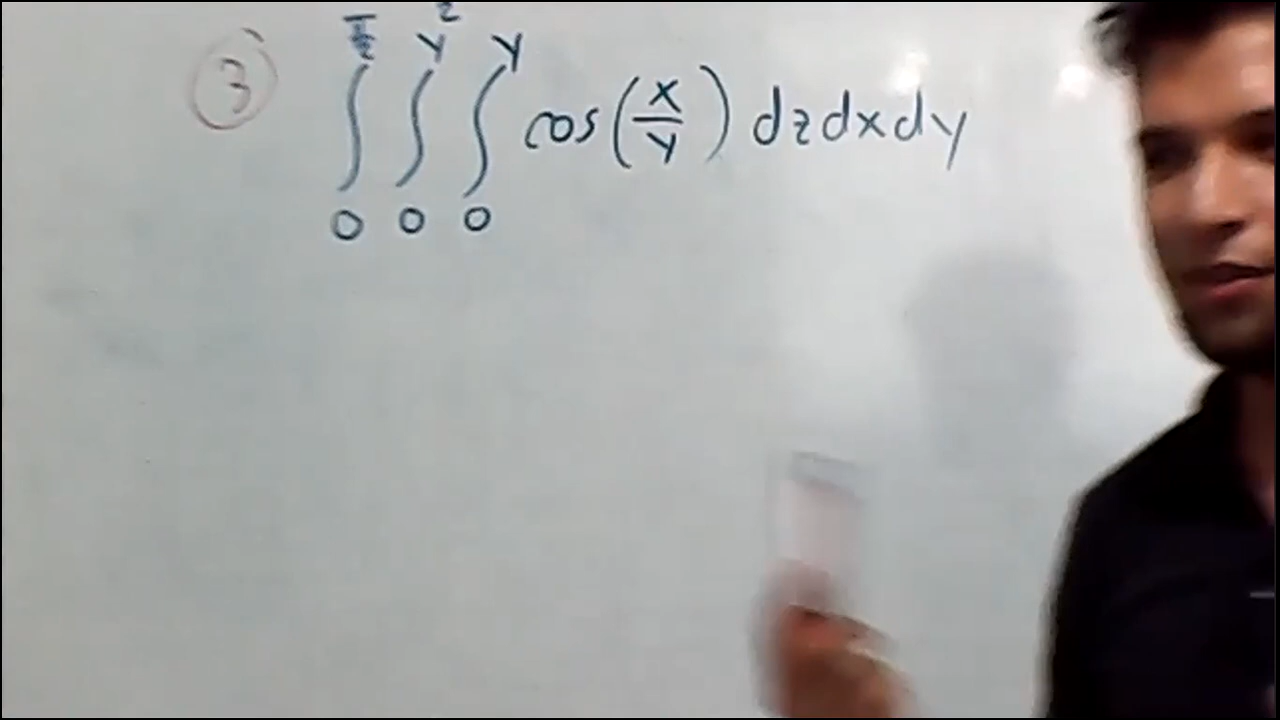 3) ∫₀^{π/2} ∫₀^{y²} ∫₀^{y} cos(x/y) dz dx dy